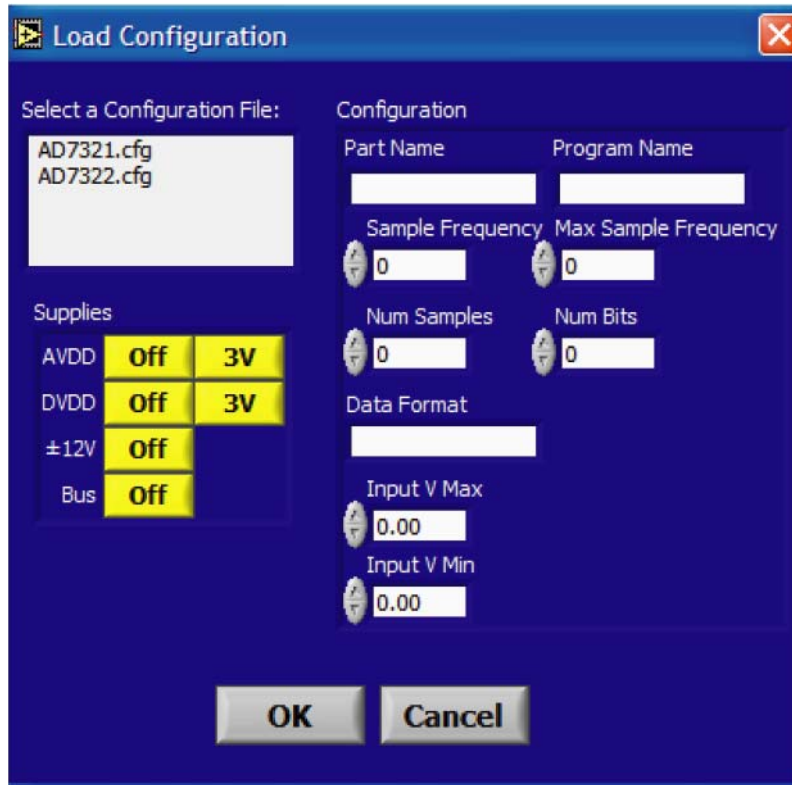 Load Configuration
Select a Configuration File:
AD7321.cfg
AD7322.cfg
Supplies
AVDD Off 3V
DVDD Off 3V
±12V Off
Bus Off
Configuration
Part Name Program Name
Sample Frequency Max Sample Frequency
0 0
Num Samples Num Bits
0 0
Data Format
Input V Max
0.00
Input V Min
0.00
OK Cancel